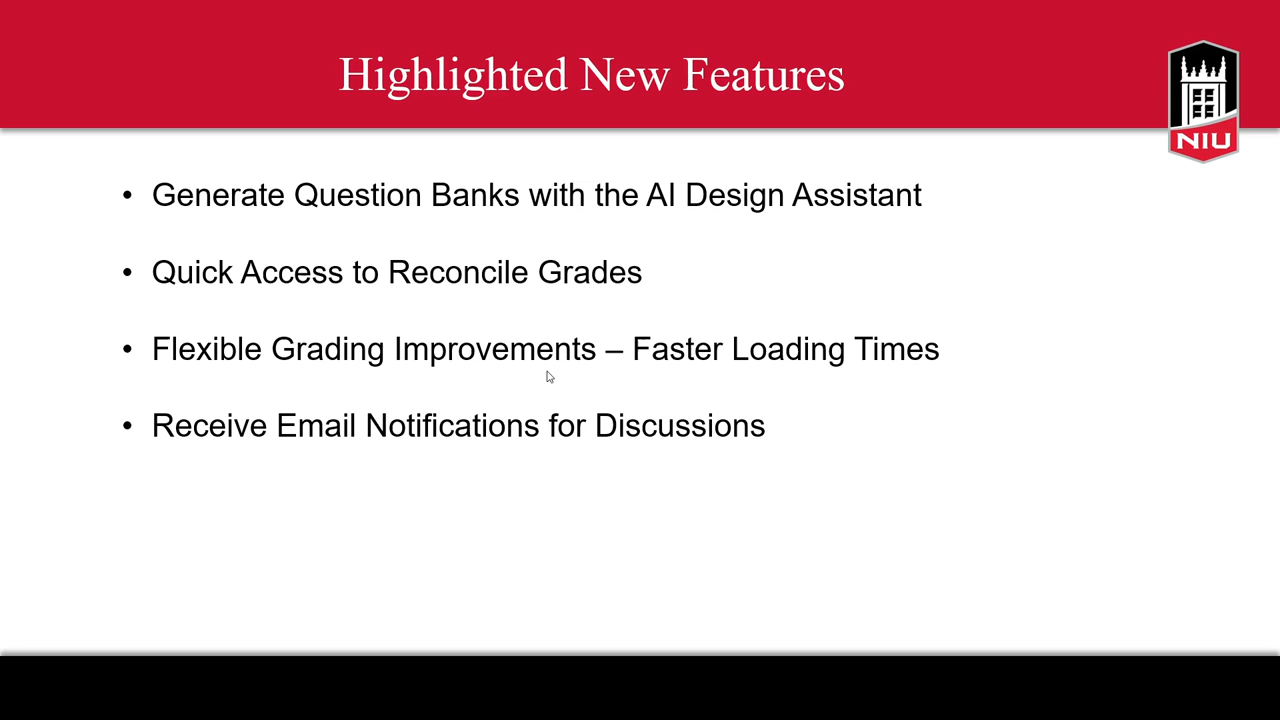 Highlighted New Features
NIU
• Generate Question Banks with the AI Design Assistant
• Quick Access to Reconcile Grades
• Flexible Grading Improvements – Faster Loading Times
• Receive Email Notifications for Discussions